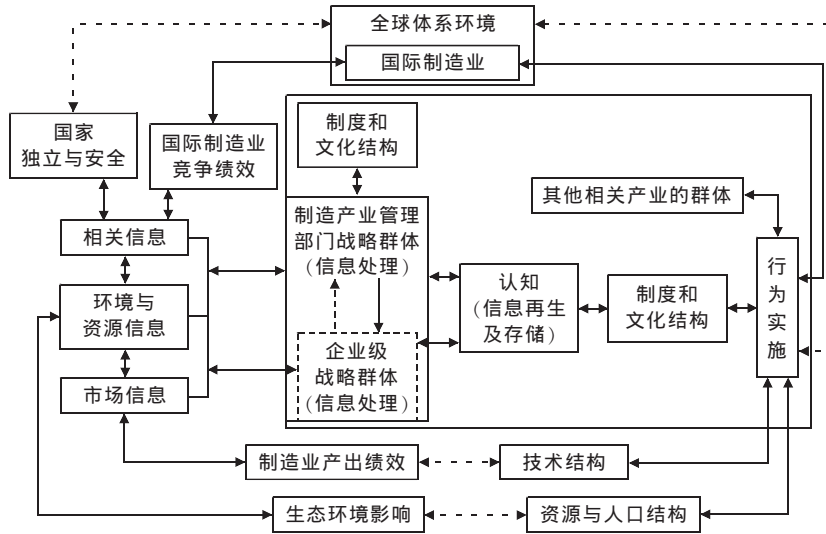 全球体系环境
国际制造业
国家
独立与安全
国际制造业
竞争绩效
制度和
文化结构
其他相关产业的群体
相关信息
制造产业管理
部门战略群体
(信息处理)
环境与
资源信息
认知
(信息再生
及存储)
制度和
文化结构
行
为
实
施
企业级
战略群体
(信息处理)
市场信息
制造业产出绩效
技术结构
生态环境影响
资源与人口结构